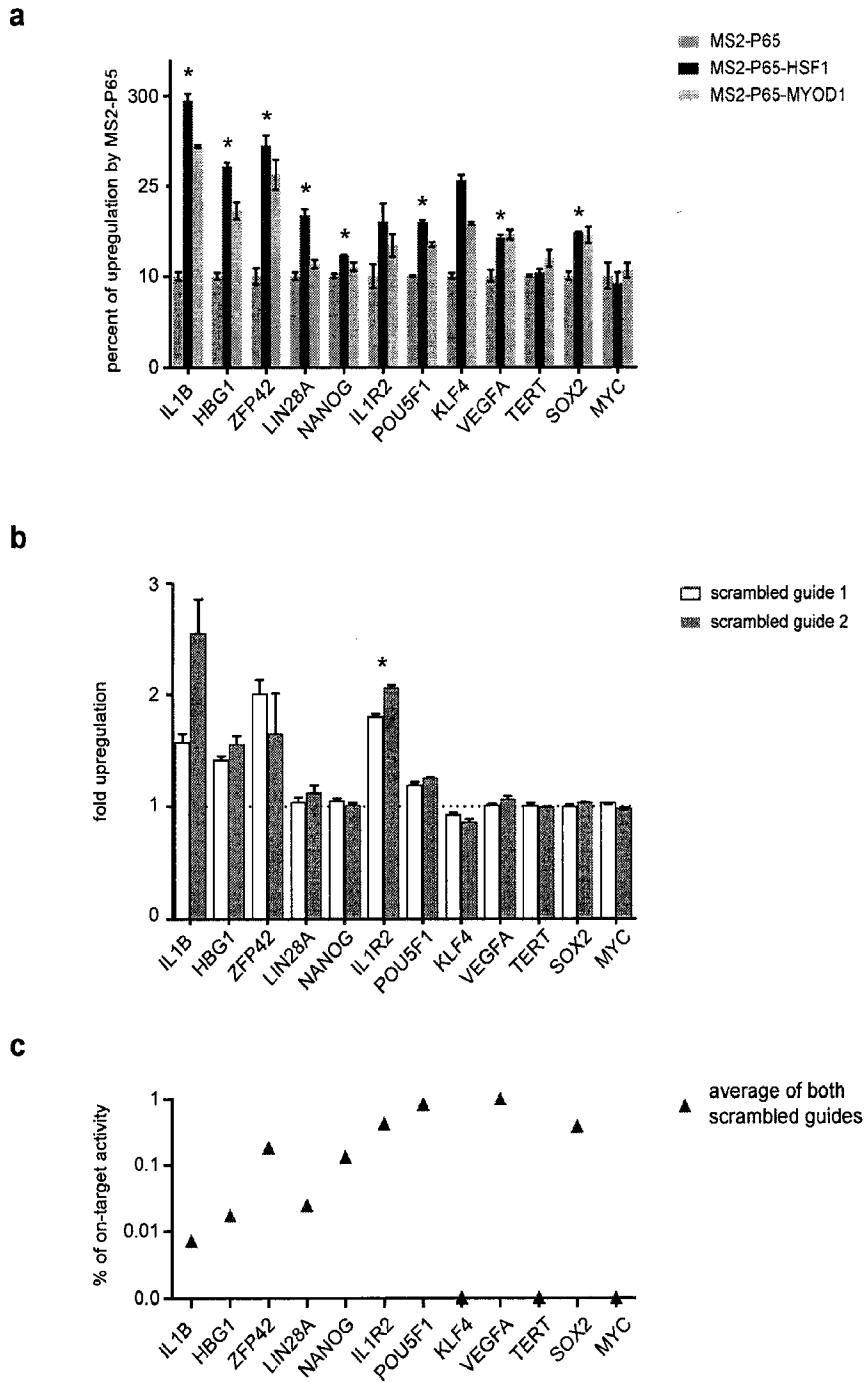 a
percent of upregulation by MS2-P65
300
25
10
0
*
*
*
*
*
*
*
*
IL1B
HBG1
ZFP42
LIN28A
NANOG
IL1R2
POU5F1
KLF4
VEGFA
TERT
SOX2
MYC
MS2-P65
MS2-P65-HSF1
MS2-P65-MYOD1
b
fold upregulation
3
2
1
0
*
IL1B
HBG1
ZFP42
LIN28A
NANOG
IL1R2
POU5F1
KLF4
VEGFA
TERT
SOX2
MYC
scrambled guide 1
scrambled guide 2
c
% of on-target activity
1
0.1
0.01
0.0
IL1B
HBG1
ZFP42
LIN28A
NANOG
IL1R2
POU5F1
KLF4
VEGFA
TERT
SOX2
MYC
average of both
scrambled guides